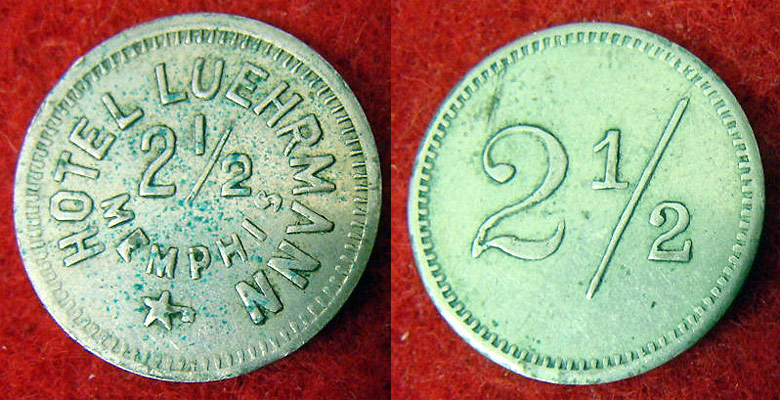 HOTEL LUEHRMANN
2 1/2
MEMPHIS
2 1/2